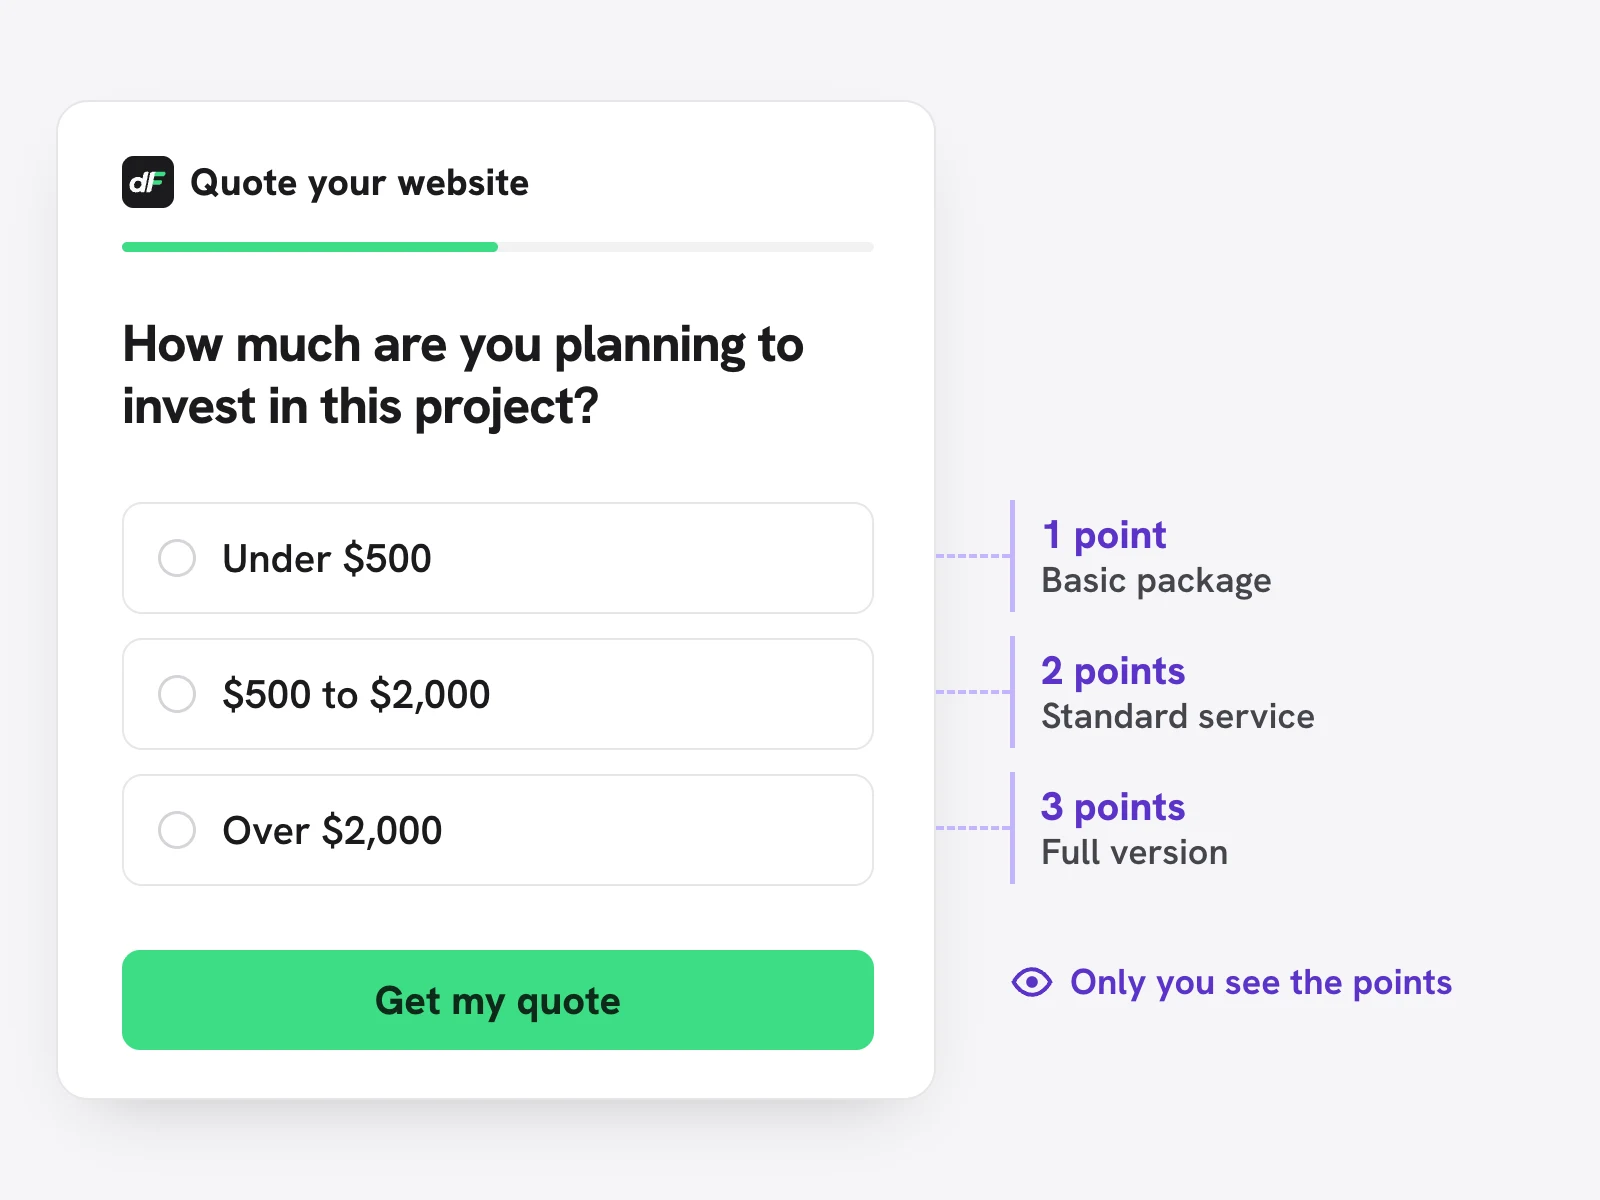 dF Quote your website
How much are you planning to
invest in this project?
Under $500
1 point
Basic package
$500 to $2,000
2 points
Standard service
Over $2,000
3 points
Full version
Get my quote
Only you see the points